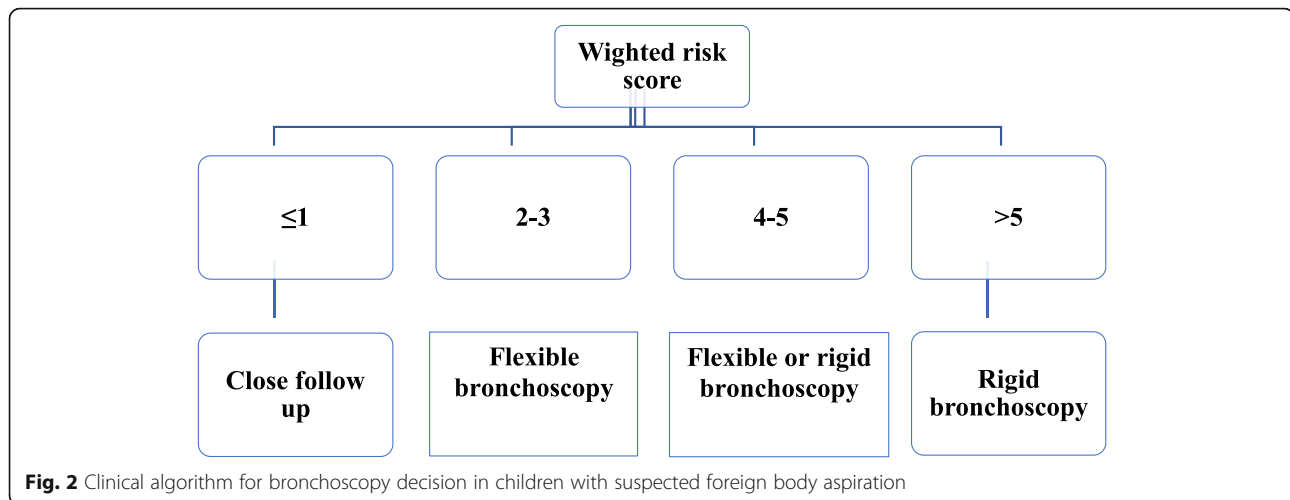 Wighted risk
score
≤1
2-3
4-5
>5
Close follow
up
Flexible
bronchoscopy
Flexible or rigid
bronchoscopy
Rigid
bronchoscopy
Fig. 2 Clinical algorithm for bronchoscopy decision in children with suspected foreign body aspiration